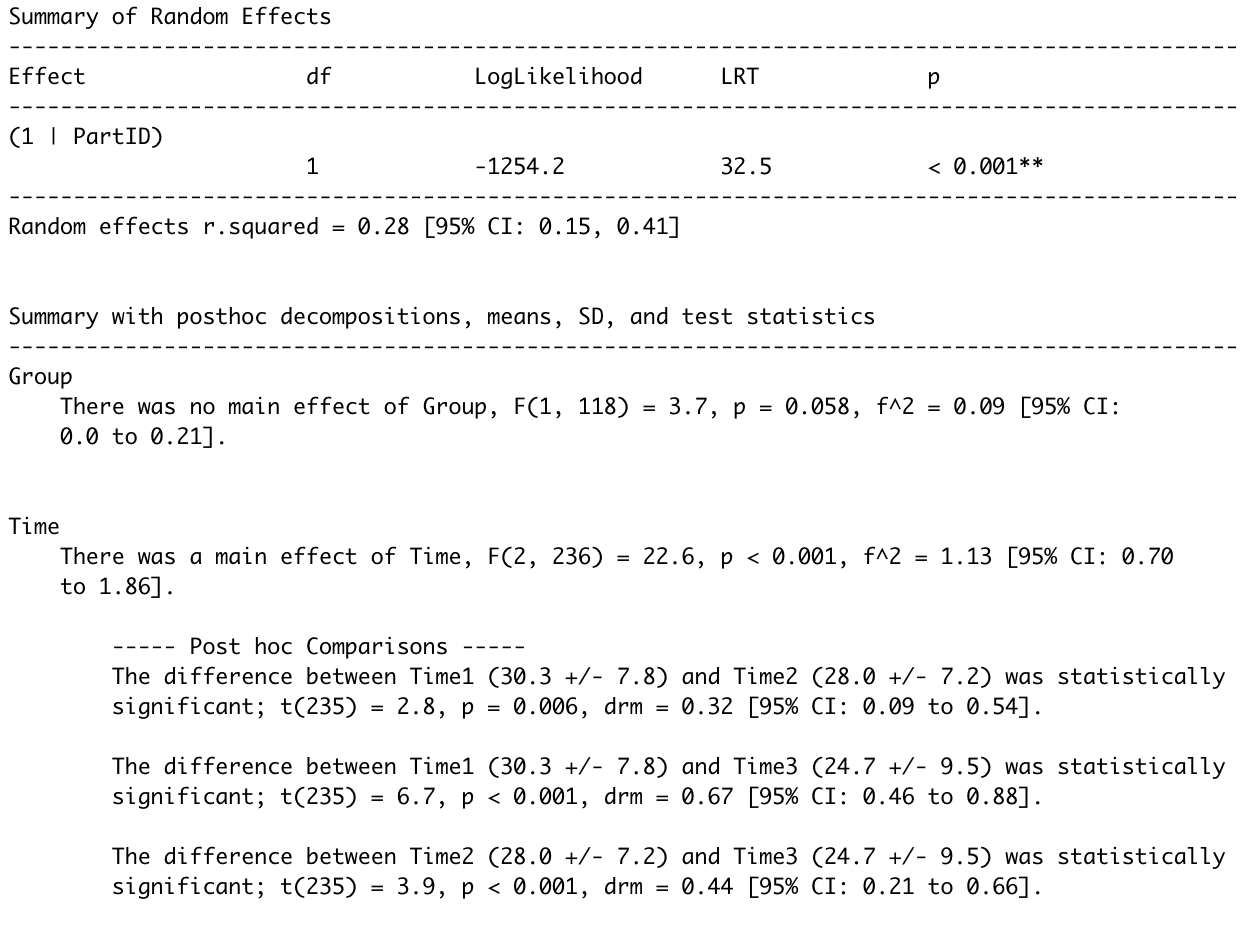 Summary of Random Effects
-----------------------------------------------------------------------------------------------
Effect                 df           LogLikelihood      LRT             p
-----------------------------------------------------------------------------------------------
(1 | PartID)
                       1            -1254.2            32.5            < 0.001**
-----------------------------------------------------------------------------------------------
Random effects r.squared = 0.28 [95% CI: 0.15, 0.41]
Summary with posthoc decompositions, means, SD, and test statistics
-----------------------------------------------------------------------------------------------
Group
    There was no main effect of Group, F(1, 118) = 3.7, p = 0.058, f^2 = 0.09 [95% CI:
    0.0 to 0.21].
Time
    There was a main effect of Time, F(2, 236) = 22.6, p < 0.001, f^2 = 1.13 [95% CI: 0.70
    to 1.86].
        ----- Post hoc Comparisons -----
        The difference between Time1 (30.3 +/- 7.8) and Time2 (28.0 +/- 7.2) was statistically
        significant; t(235) = 2.8, p = 0.006, drm = 0.32 [95% CI: 0.09 to 0.54].
        The difference between Time1 (30.3 +/- 7.8) and Time3 (24.7 +/- 9.5) was statistically
        significant; t(235) = 6.7, p < 0.001, drm = 0.67 [95% CI: 0.46 to 0.88].
        The difference between Time2 (28.0 +/- 7.2) and Time3 (24.7 +/- 9.5) was statistically
        significant; t(235) = 3.9, p < 0.001, drm = 0.44 [95% CI: 0.21 to 0.66].